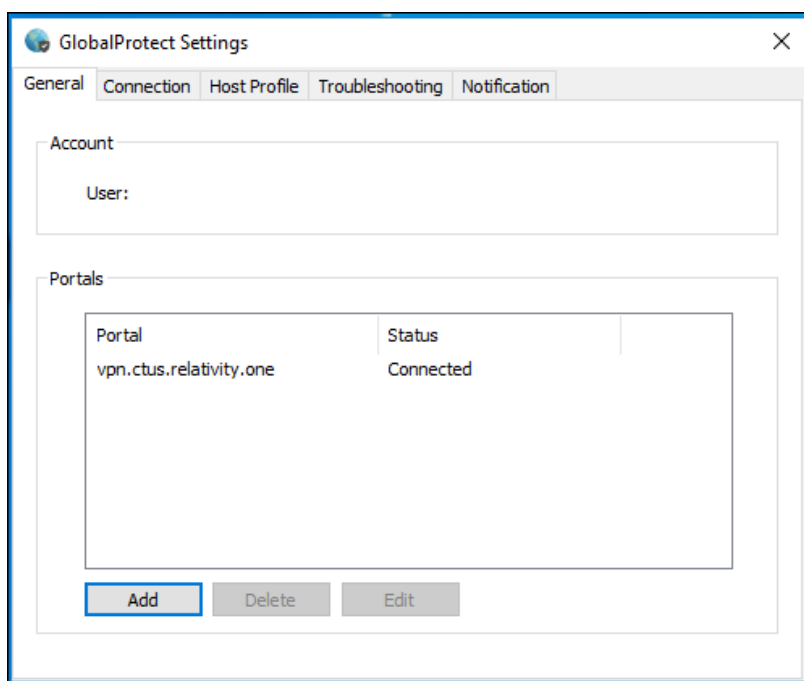 GlobalProtect Settings
General Connection Host Profile Troubleshooting Notification
Account
User:
Portals
Portal Status
vpn.ctus.relativity.one Connected
Add Delete Edit